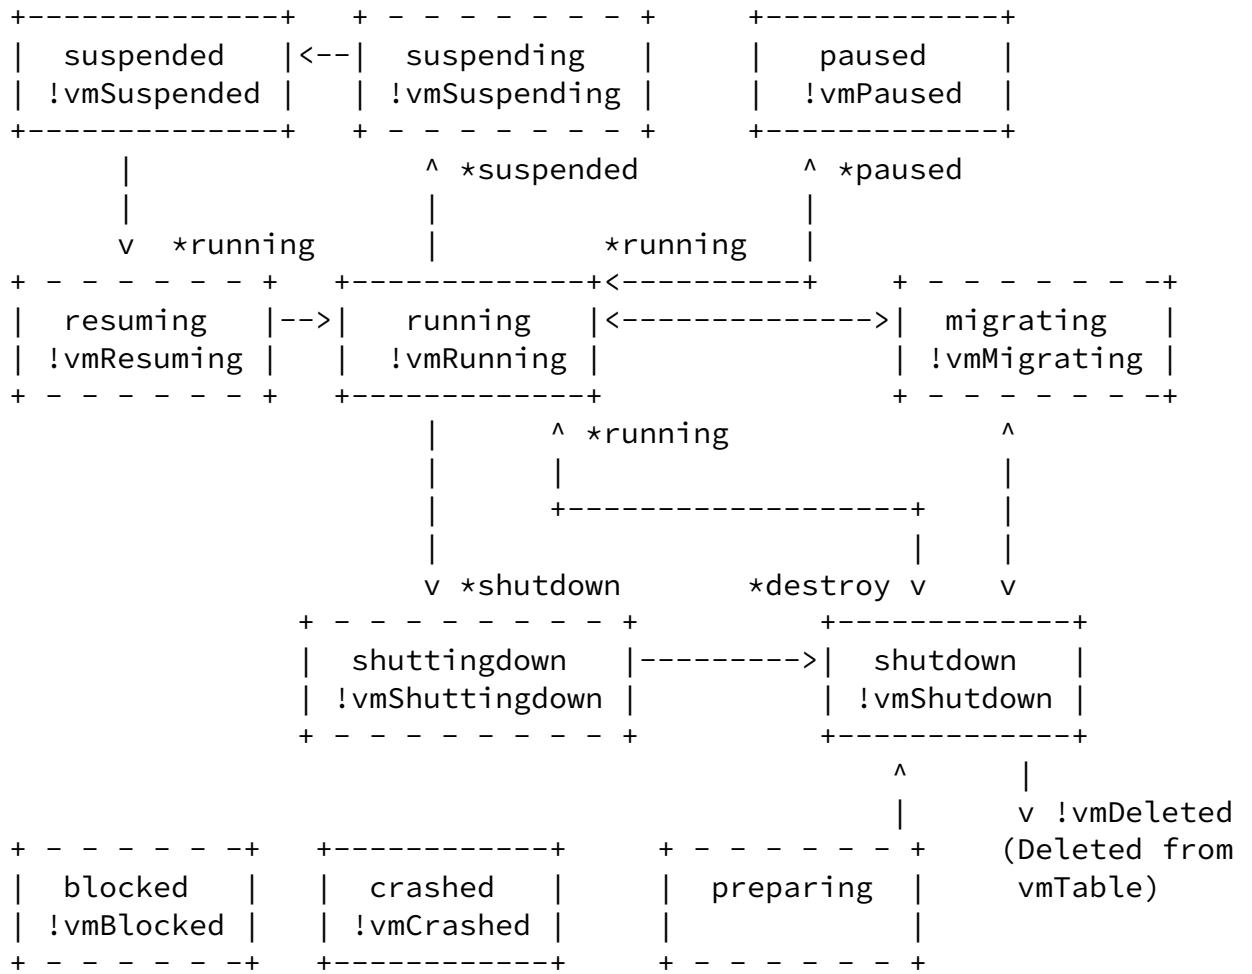 +--------------+   + - - - - - - - +     +------------+
|  suspended   |<--|  suspending   |     |   paused   |
| !vmSuspended |   | !vmSuspending |     |  !vmPaused  |
+--------------+   + - - - - - - - +     +------------+
      |                ^ *suspended         ^ *paused
      |                |                    |
      v  *running      |         *running   |
+ - - - - - - +   +-------------+<----------+    + - - - - - - -+
|  resuming   |-->|   running   |<-------------->|  migrating   |
| !vmResuming |   |  !vmRunning |                | !vmMigrating |
+ - - - - - - +   +-------------+                + - - - - - - -+
                       |      ^ *running               ^
                       |      |                        |
                       |      +-------------------+    |
                       |                          |    |
                       v *shutdown       *destroy v    v
                + - - - - - - - - - +          +-------------+
                |  shuttingdown   |--------->|  shutdown   |
                | !vmShuttingdown |          | !vmShutdown |
                + - - - - - - - - - +          +-------------+
                                                 ^      |
                                                 |      v !vmDeleted
+ - - - - - -+   +------------+     + - - - - - - +    (Deleted from
|  blocked   |   |  crashed   |     |  preparing  |     vmTable)
| !vmBlocked |   | !vmCrashed |     |             |
+ - - - - - -+   +------------+     + - - - - - - +